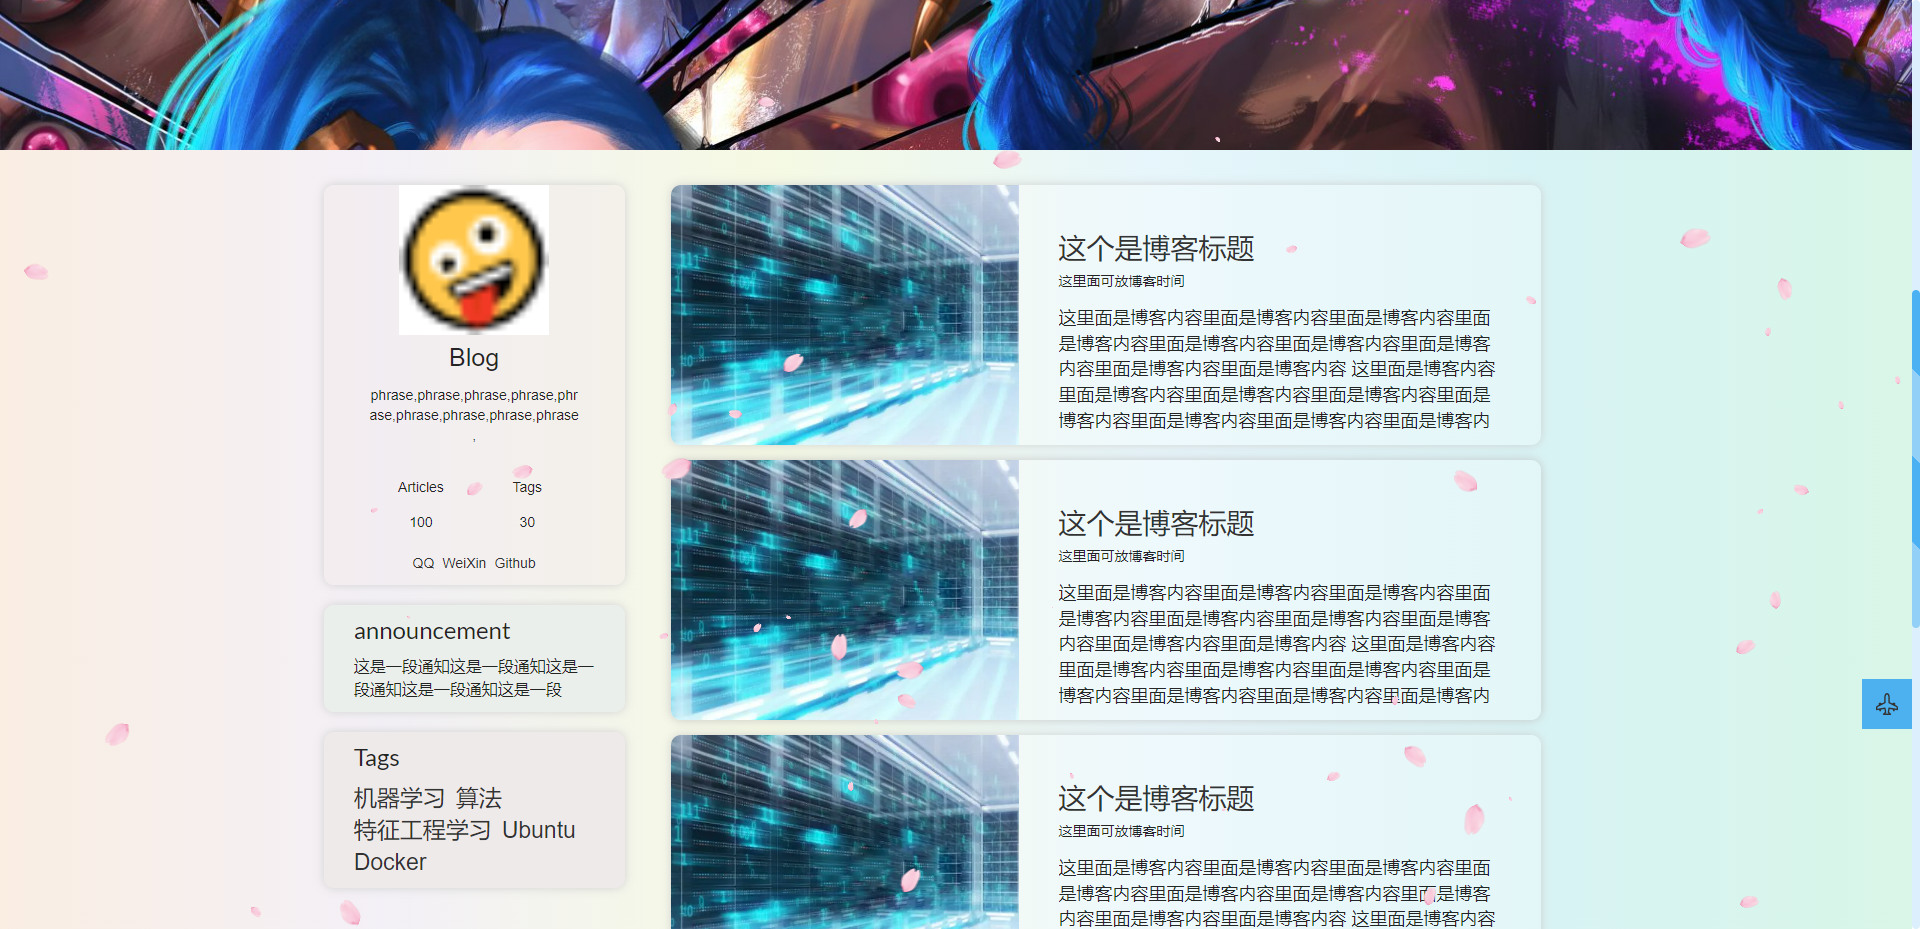 Blog
phrase,phrase,phrase,phrase,phr
ase,phrase,phrase,phrase,phrase
,
Articles Tags
100 30
QQ WeiXin Github
announcement
这是一段通知这是一段通知这是一
段通知这是一段通知这是一段
Tags
机器学习 算法
特征工程学习 Ubuntu
Docker
这个是博客标题
这里面可放博客时间
这里面是博客内容里面是博客内容里面是博客内容里面
是博客内容里面是博客内容里面是博客内容里面是博客
内容里面是博客内容里面是博客内容 这里面是博客内容
里面是博客内容里面是博客内容里面是博客内容里面是
博客内容里面是博客内容里面是博客内容里面是博客内
这个是博客标题
这里面可放博客时间
这里面是博客内容里面是博客内容里面是博客内容里面
是博客内容里面是博客内容里面是博客内容里面是博客
内容里面是博客内容里面是博客内容 这里面是博客内容
里面是博客内容里面是博客内容里面是博客内容里面是
博客内容里面是博客内容里面是博客内容里面是博客内
这个是博客标题
这里面可放博客时间
这里面是博客内容里面是博客内容里面是博客内容里面
是博客内容里面是博客内容里面是博客内容里面是博客
内容里面是博客内容里面是博客内容 这里面是博客内容